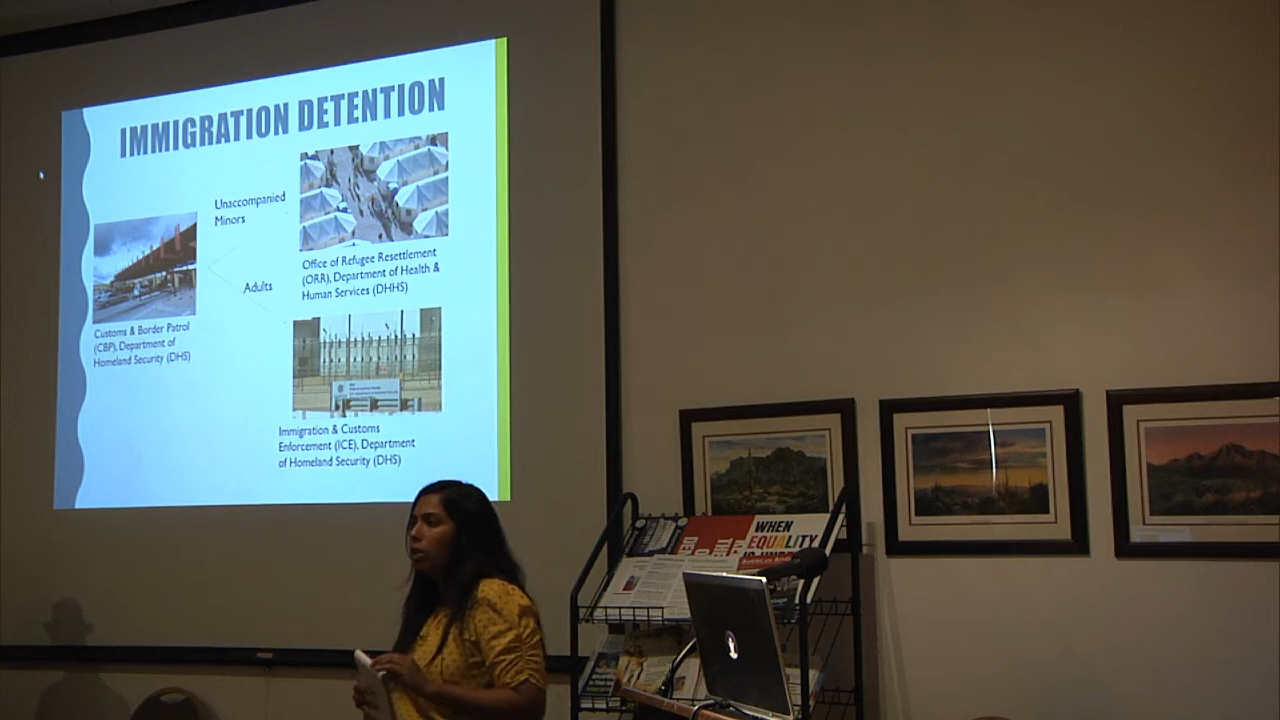 IMMIGRATION DETENTION
Unaccompanied
Minors
Adults
Customs & Border Patrol
(CBP), Department of
Homeland Security (DHS)
Office of Refugee Resettlement
(ORR), Department of Health &
Human Services (DHHS)
Immigration & Customs
Enforcement (ICE), Department
of Homeland Security (DHS)
WHEN
EQUALITY